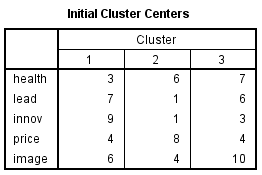 Initial Cluster Centers
Cluster
1 2 3
health 3 6 7
lead 7 1 6
innov 9 1 3
price 4 8 4
image 6 4 10